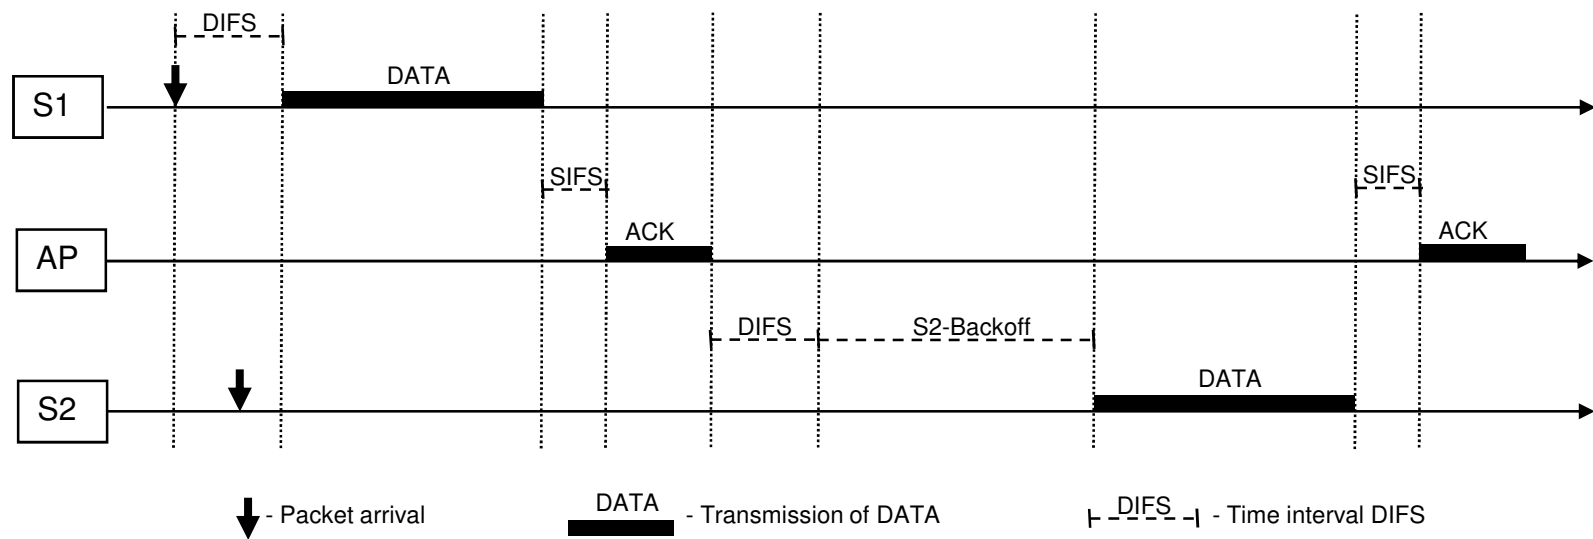 DIFS
DATA
S1
SIFS
SIFS
ACK
ACK
AP
DIFS
S2-Backoff
DATA
S2
- Packet arrival
DATA
- Transmission of DATA
DIFS
- Time interval DIFS